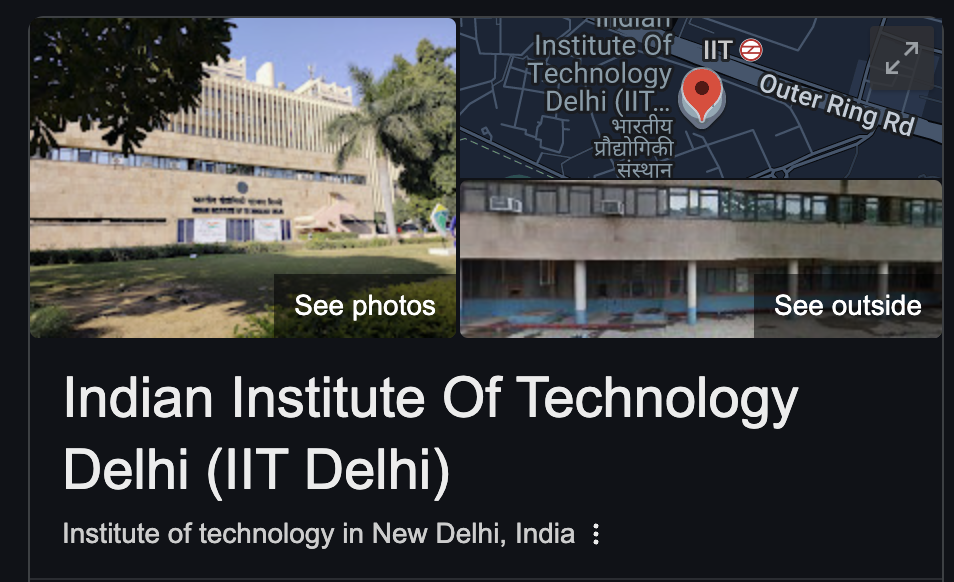 Indian
Institute Of
Technology
Delhi (IIT...
भारतीय
प्रौद्योगिकी
संस्थान
IIT
Outer Ring Rd
See photos
See outside
Indian Institute Of Technology
Delhi (IIT Delhi)
Institute of technology in New Delhi, India